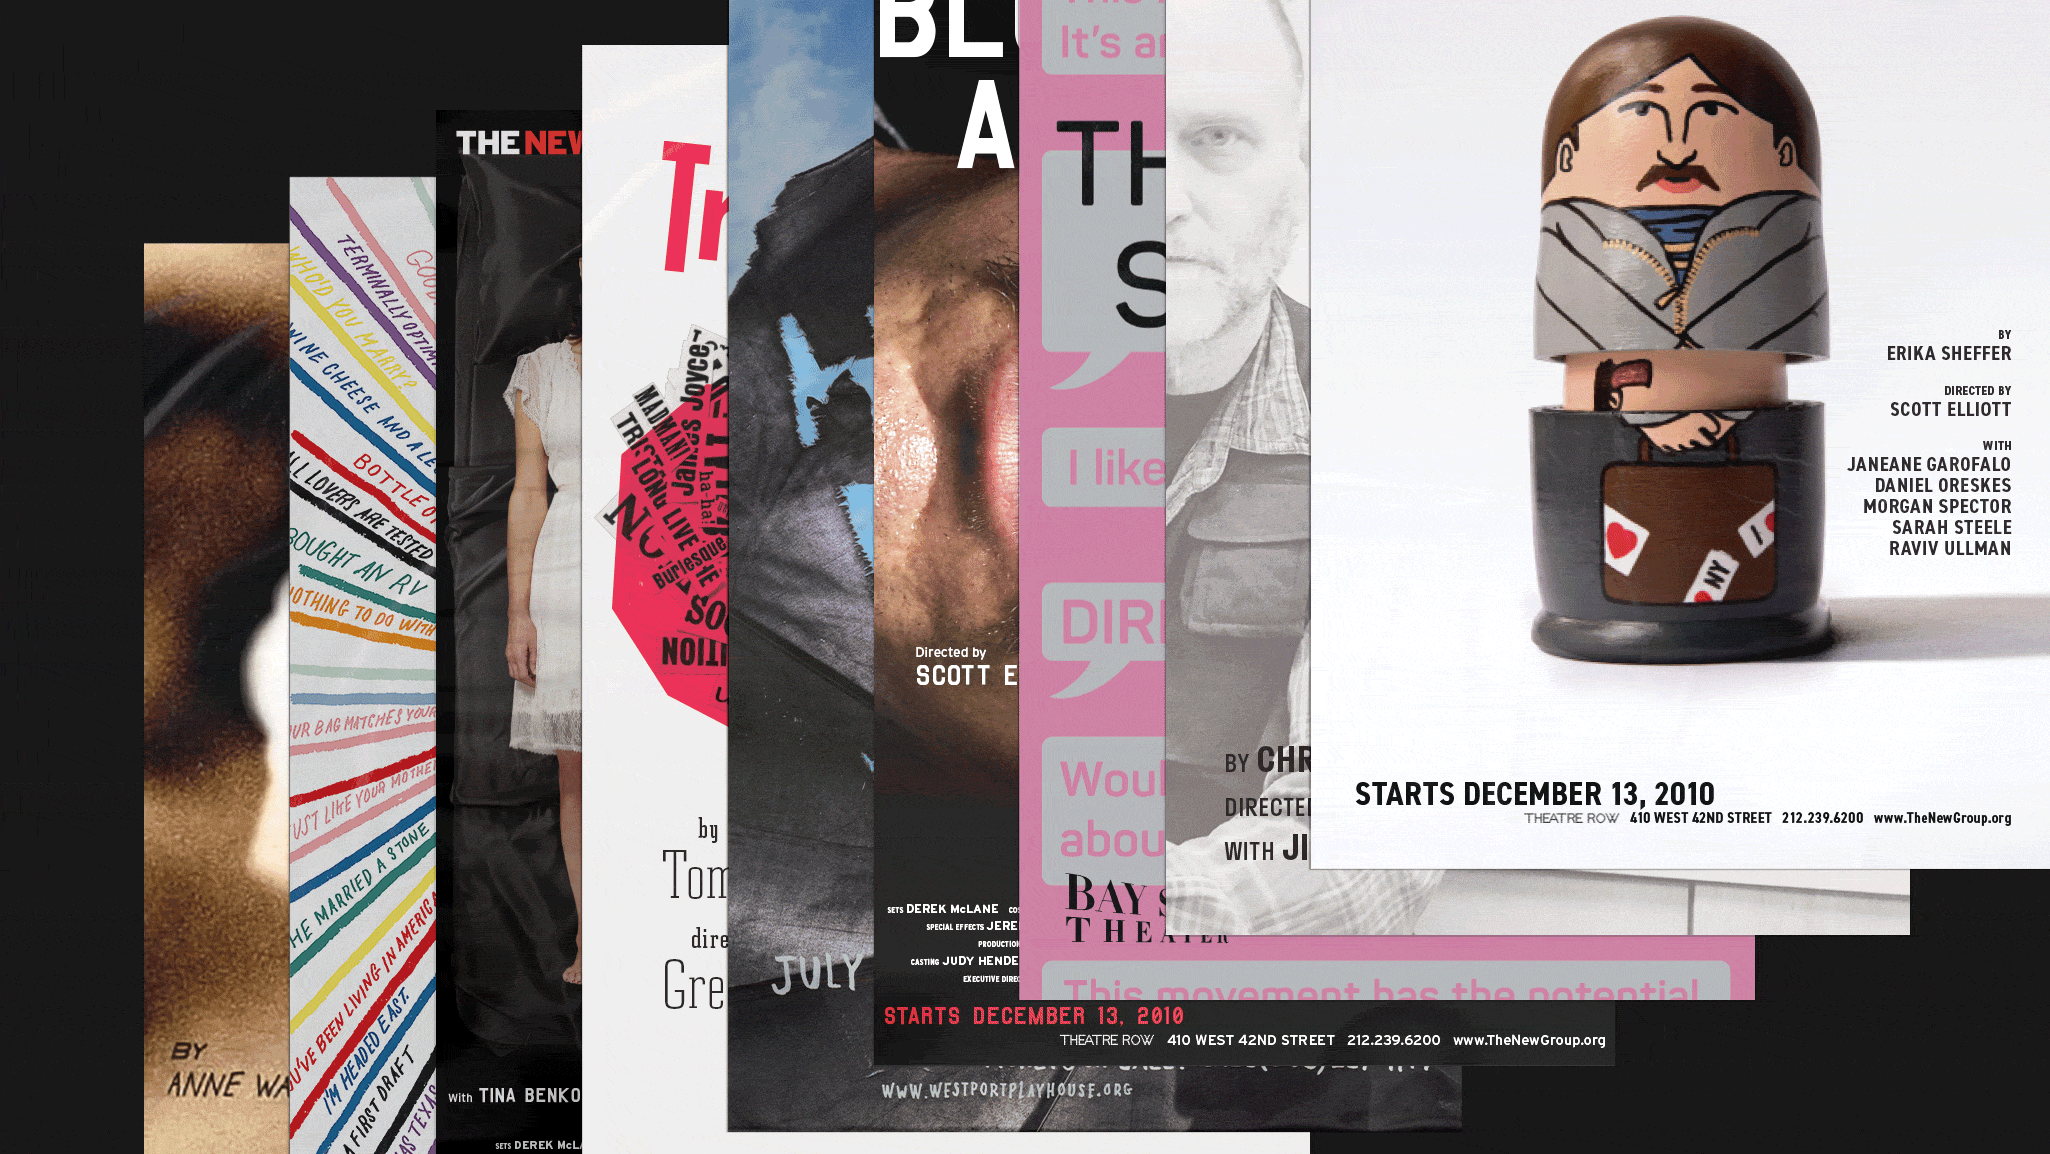 BY
ANNE WA
GOOD
TERMINALLY OPTIM
WHO'D YOU MARRY?
WINE CHEESE AND A LE
BOTTLE O
ALL LOVERS ARE TESTED
BOUGHT AN RV
NOTHING TO DO WITH
UR BAG MATCHES YOUR
JUST LIKE YOUR MOTHE
HE MARRIED A STONE
U'VE BEEN LIVING IN AMERICA
I'M HEADED EAST.
A FIRST DRAFT
AS TEXAS
THE NEW
With TINA BENKO
SETS DEREK McLA
Tr
James Joyce
MADMAN
TRISTAN
LONG LIVE
ha-ha!
Burlesque
by
Tom
dire
Gre
H
JULY
WWW.WESTPORTPLAYHOUSE.ORG
BL
A
Directed by
SCOTT E
SETS DEREK McLANE CO
SPECIAL EFFECTS JERE
PRODUCTION
CASTING JUDY HENDE
EXECUTIVE DIREC
STARTS DECEMBER 13, 2010
THEATRE ROW 410 WEST 42ND STREET 212.239.6200 www.TheNewGroup.org
It's a
TH
S
I like
DIR
Woul
abou
BAY S
THEATER
This movement has the potential
BY CHR
DIRECTE
WITH JI
I
NY
BY
ERIKA SHEFFER
DIRECTED BY
SCOTT ELLIOTT
WITH
JANEANE GAROFALO
DANIEL ORESKES
MORGAN SPECTOR
SARAH STEELE
RAVIV ULLMAN
STARTS DECEMBER 13, 2010
THEATRE ROW 410 WEST 42ND STREET 212.239.6200 www.TheNewGroup.org